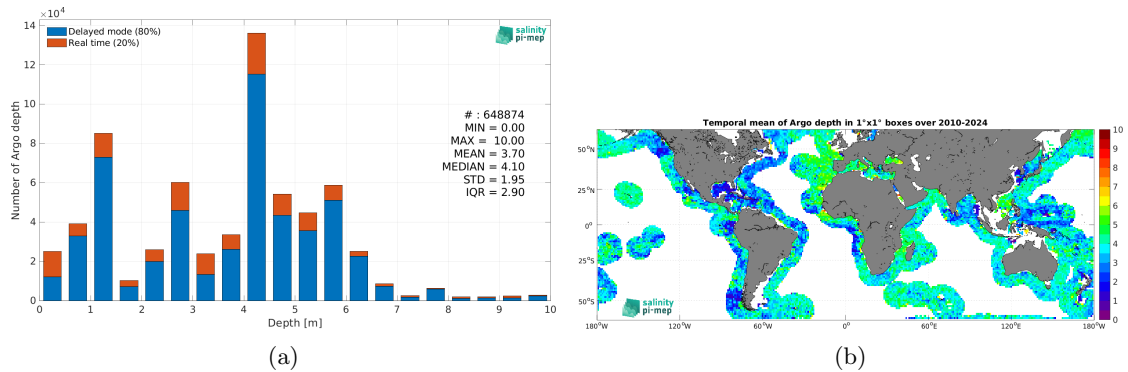 ×10⁴
14
12
10
8
6
4
2
0
Number of Argo depth
Delayed mode (80%)
Real time (20%)
salinity
pi-mep
# : 648874
MIN = 0.00
MAX = 10.00
MEAN = 3.70
MEDIAN = 4.10
STD = 1.95
IQR = 2.90
0 1 2 3 4 5 6 7 8 9 10
Depth [m]
(a)
Temporal mean of Argo depth in 1°x1° boxes over 2010-2024
50°N
25°N
0°
25°S
50°S
salinity
pi-mep
180°W 120°W 60°W 0° 60°E 120°E 180°W
10
9
8
7
6
5
4
3
2
1
0
(b)